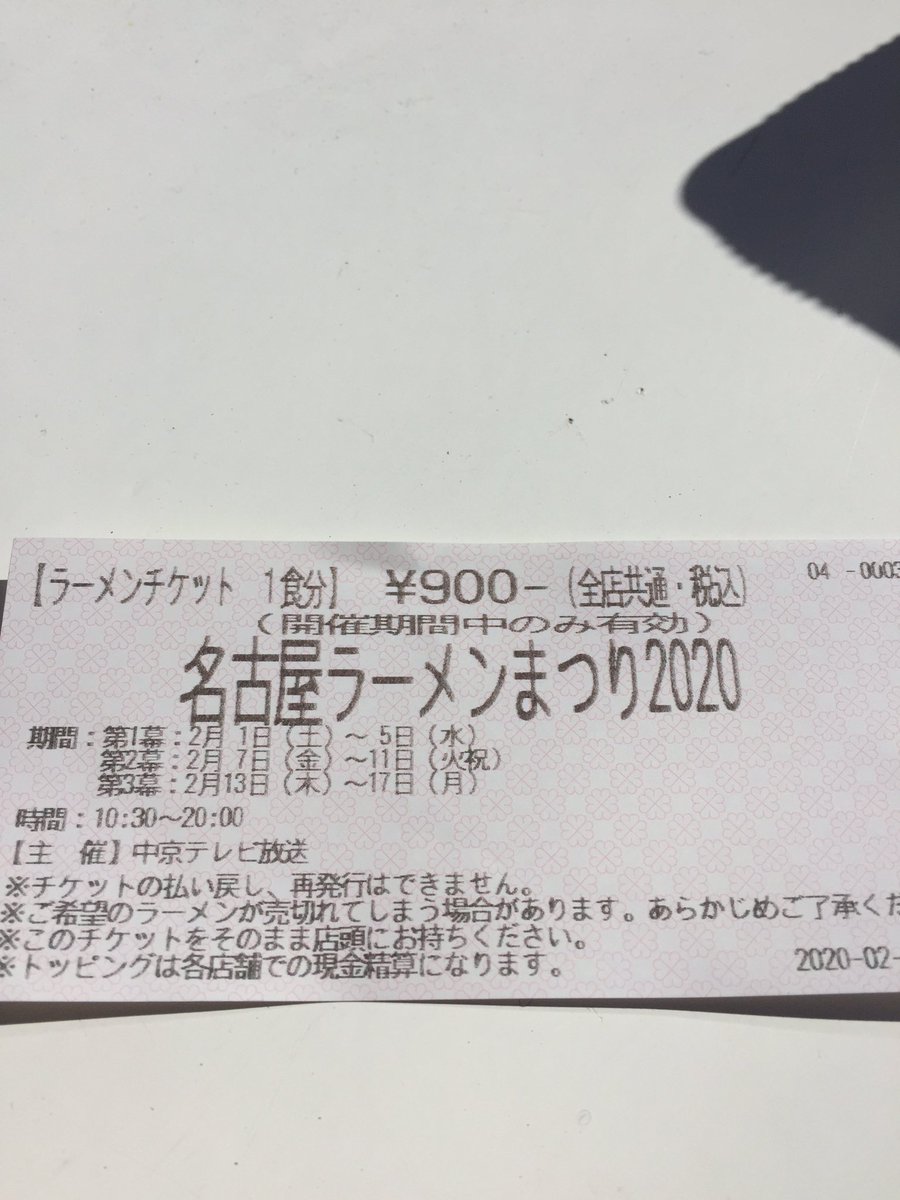 【ラーメンチケット 1食分】 ¥900-（全店共通・税込） 04 -0003
（開催期間中のみ有効）
名古屋ラーメンまつり2020
期間：第1幕：2月 1日（土）～ 5日（水）
第2幕：2月 7日（金）～11日（火祝）
第3幕：2月13日（木）～17日（月）
時間：10:30～20:00
【主 催】中京テレビ放送
※チケットの払い戻し、再発行はできません。
※ご希望のラーメンが売切れてしまう場合があります。あらかじめご了承くだ
※このチケットをそのまま店頭にお持ちください。
※トッピングは各店舗での現金精算になります。 2020-02-